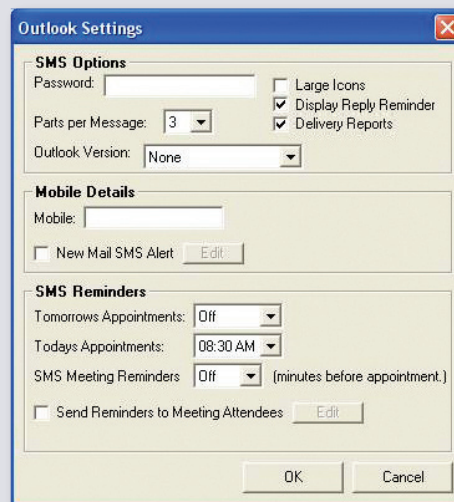 Outlook Settings
SMS Options
Password:
Large Icons
Display Reply Reminder
Parts per Message: 3
Delivery Reports
Outlook Version: None
Mobile Details
Mobile:
New Mail SMS Alert Edit
SMS Reminders
Tomorrows Appointments: Off
Todays Appointments: 08:30 AM
SMS Meeting Reminders Off (minutes before appointment.)
Send Reminders to Meeting Attendees Edit
OK Cancel